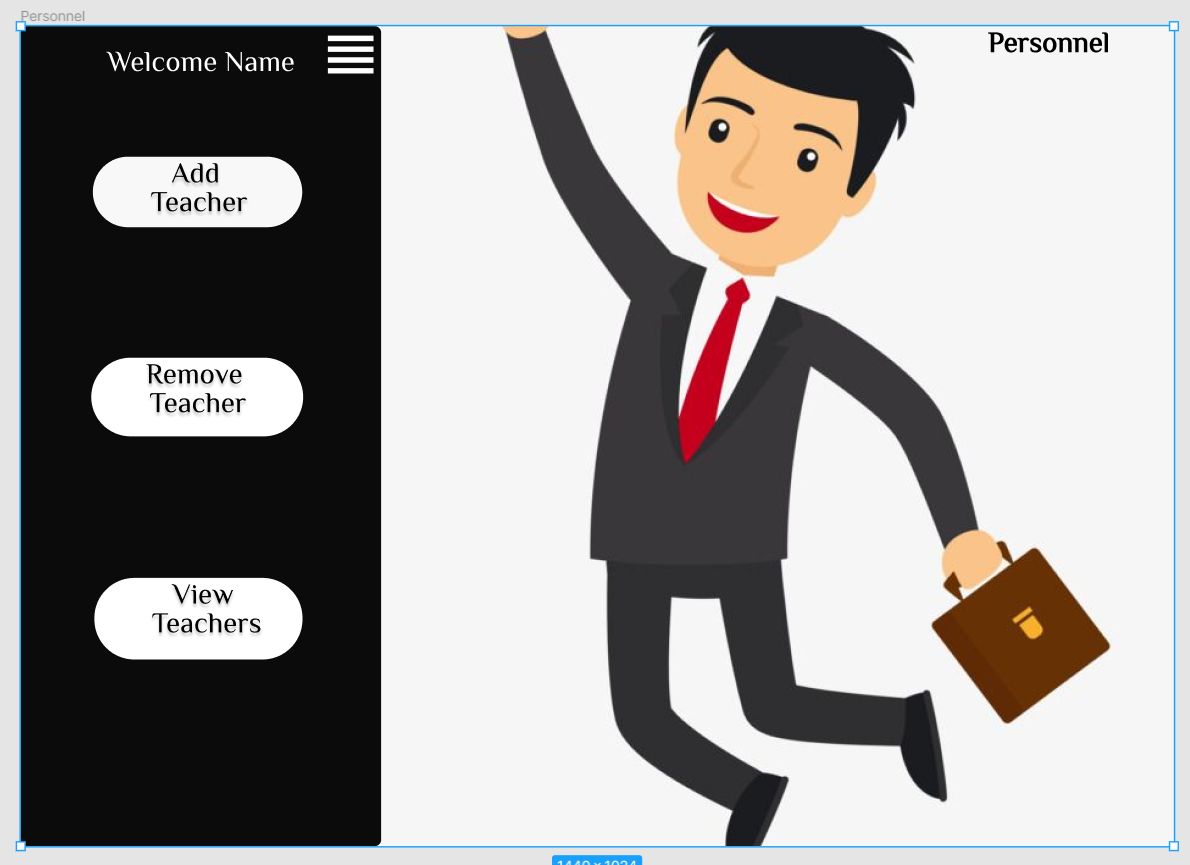 Personnel
Welcome Name
Personnel
Add
Teacher
Remove
Teacher
View
Teachers